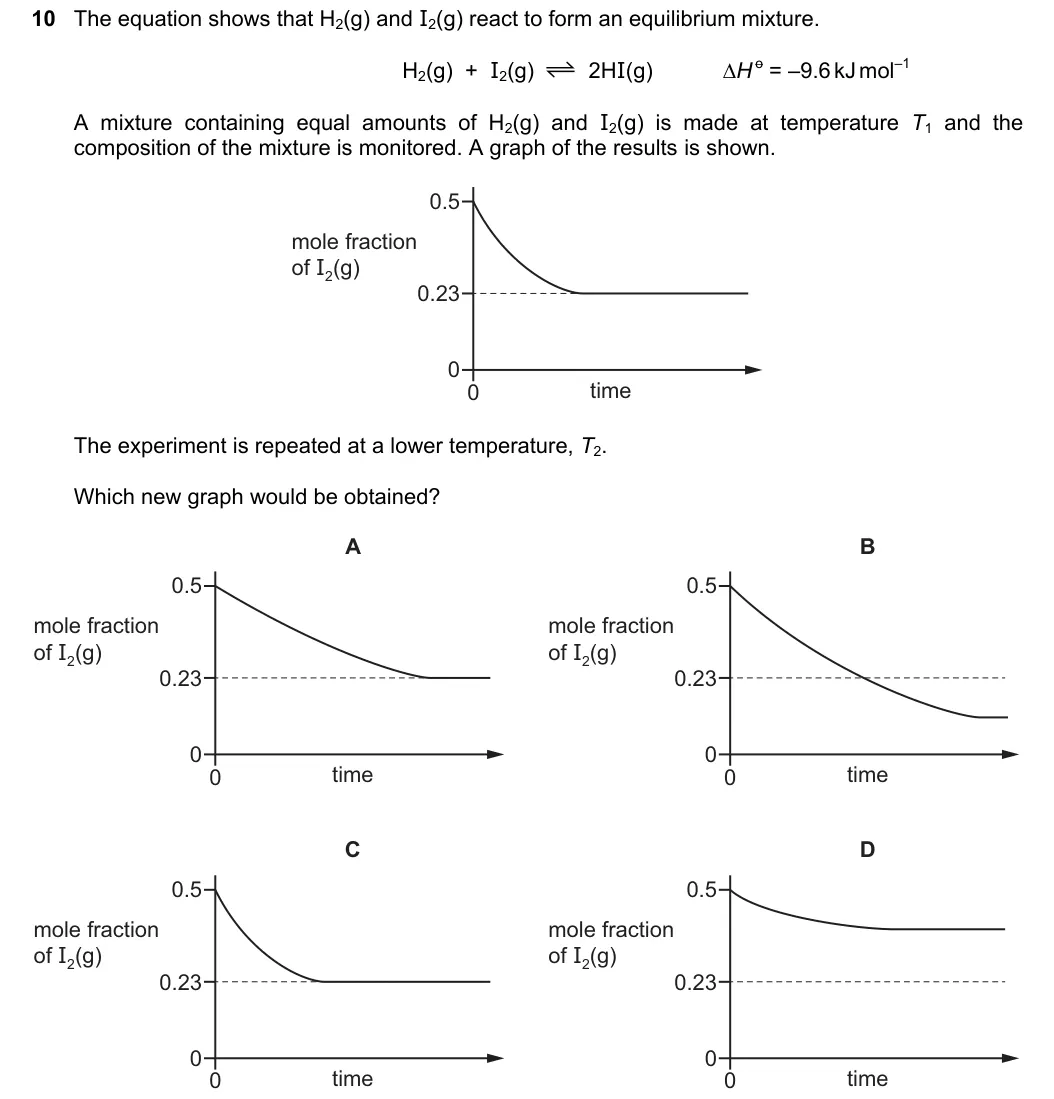 10 The equation shows that H₂(g) and I₂(g) react to form an equilibrium mixture.
H₂(g) + I₂(g) ⇌ 2HI(g) ΔH⦵ = –9.6 kJ mol⁻¹
A mixture containing equal amounts of H₂(g) and I₂(g) is made at temperature T₁ and the
composition of the mixture is monitored. A graph of the results is shown.
0.5
mole fraction
of I₂(g)
0.23
0
0
time
The experiment is repeated at a lower temperature, T₂.
Which new graph would be obtained?
A
0.5
mole fraction
of I₂(g)
0.23
0
0
time
B
0.5
mole fraction
of I₂(g)
0.23
0
0
time
C
0.5
mole fraction
of I₂(g)
0.23
0
0
time
D
0.5
mole fraction
of I₂(g)
0.23
0
0
time